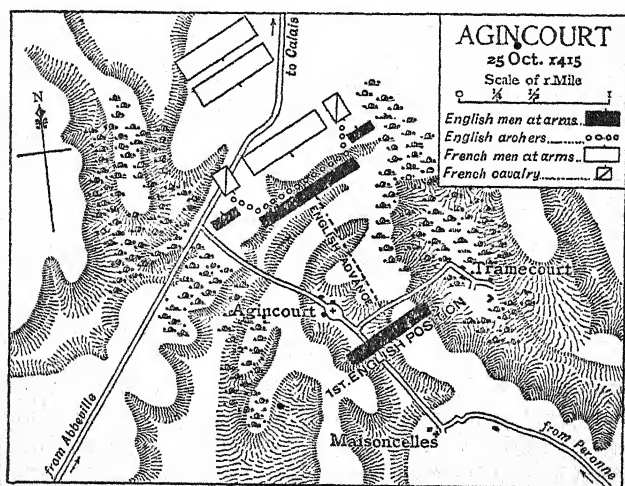 AGINCOURT
25 Oct. 1415
Scale of 1.Mile
0 ¼ ½ 1
English men at arms
English archers
French men at arms
French cavalry
to Calais
N
ENGLISH ADVANCE
Tramecourt
Agincourt
1ST. ENGLISH POSITION
Maisoncelles
from Abbeville
from Peronne